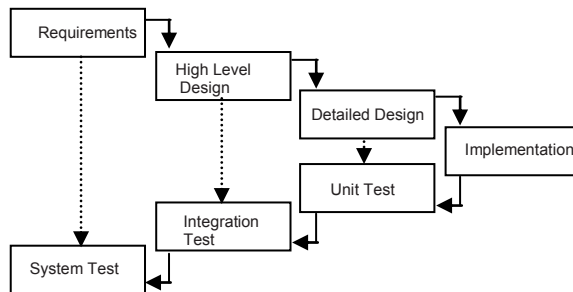 Requirements
High Level
Design
Detailed Design
Implementation
Unit Test
Integration
Test
System Test